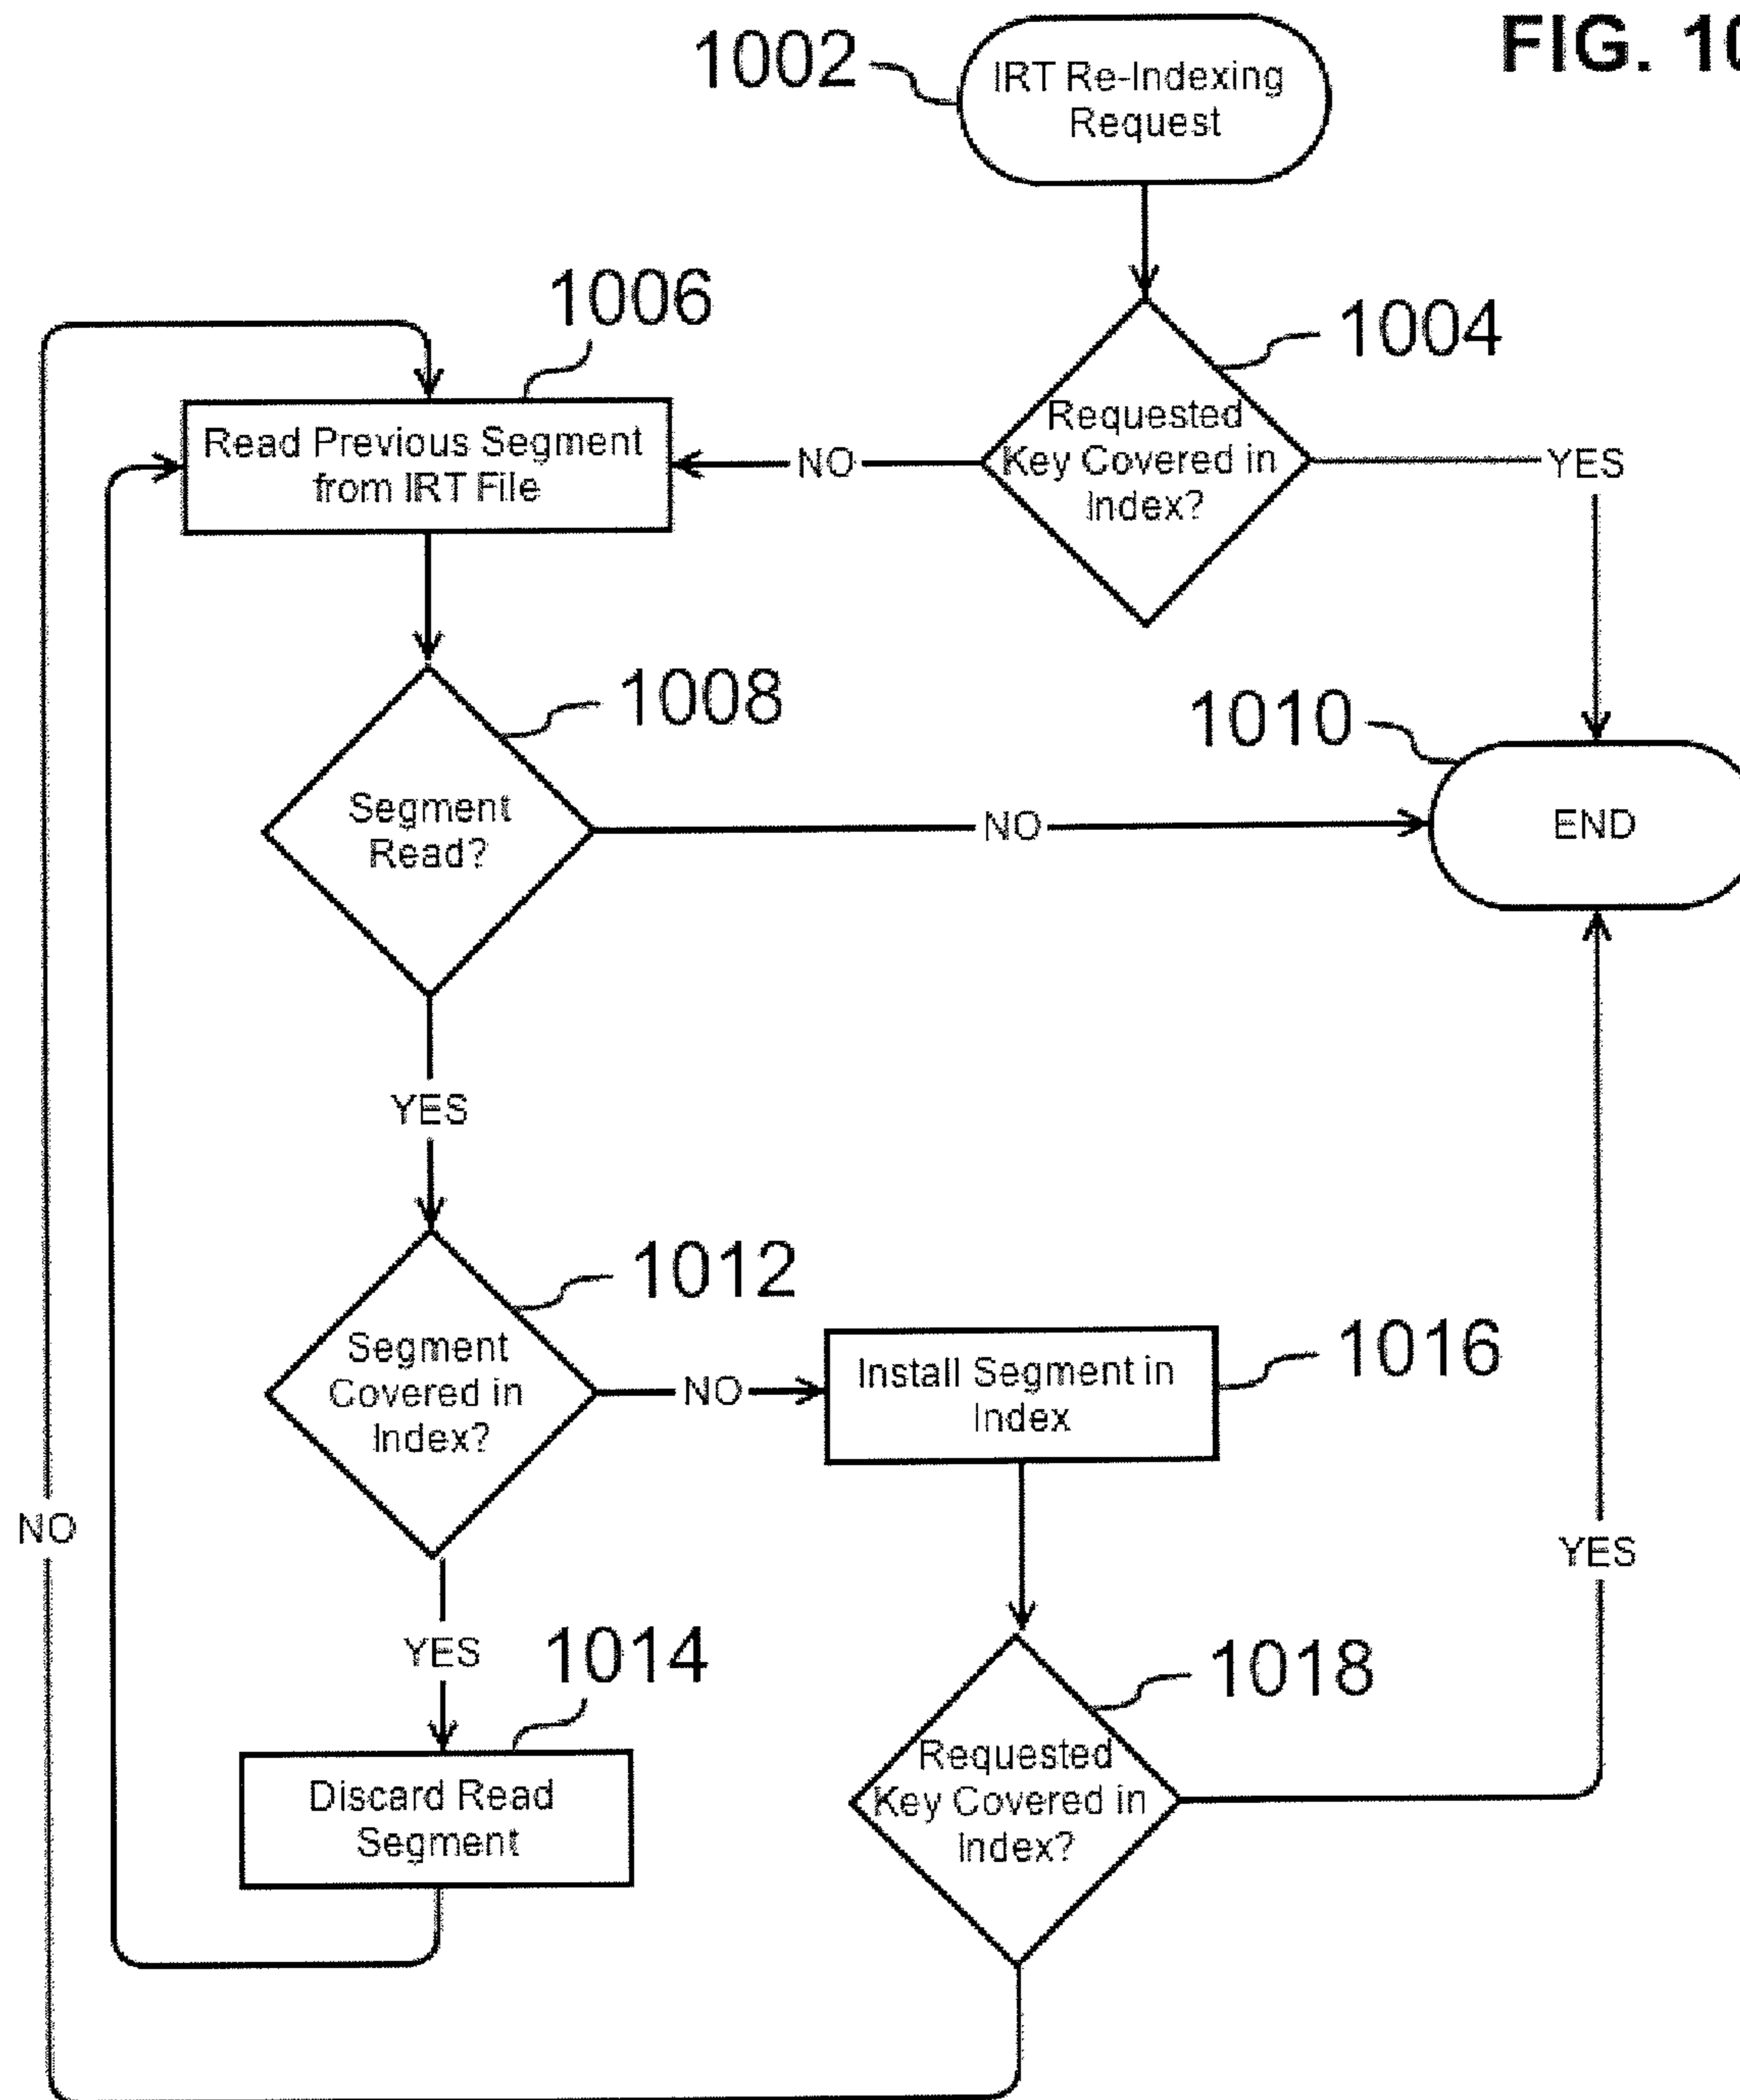 FIG. 10
1002
IRT Re-Indexing
Request
1006
1004
Requested
Key Covered in
Index?
Read Previous Segment
from IRT File
NO
YES
1008
1010
Segment
Read?
NO
END
YES
1012
Segment
Covered in
Index?
NO
Install Segment in
Index
1016
NO
YES
YES
1014
1018
Discard Read
Segment
Requested
Key Covered in
Index?